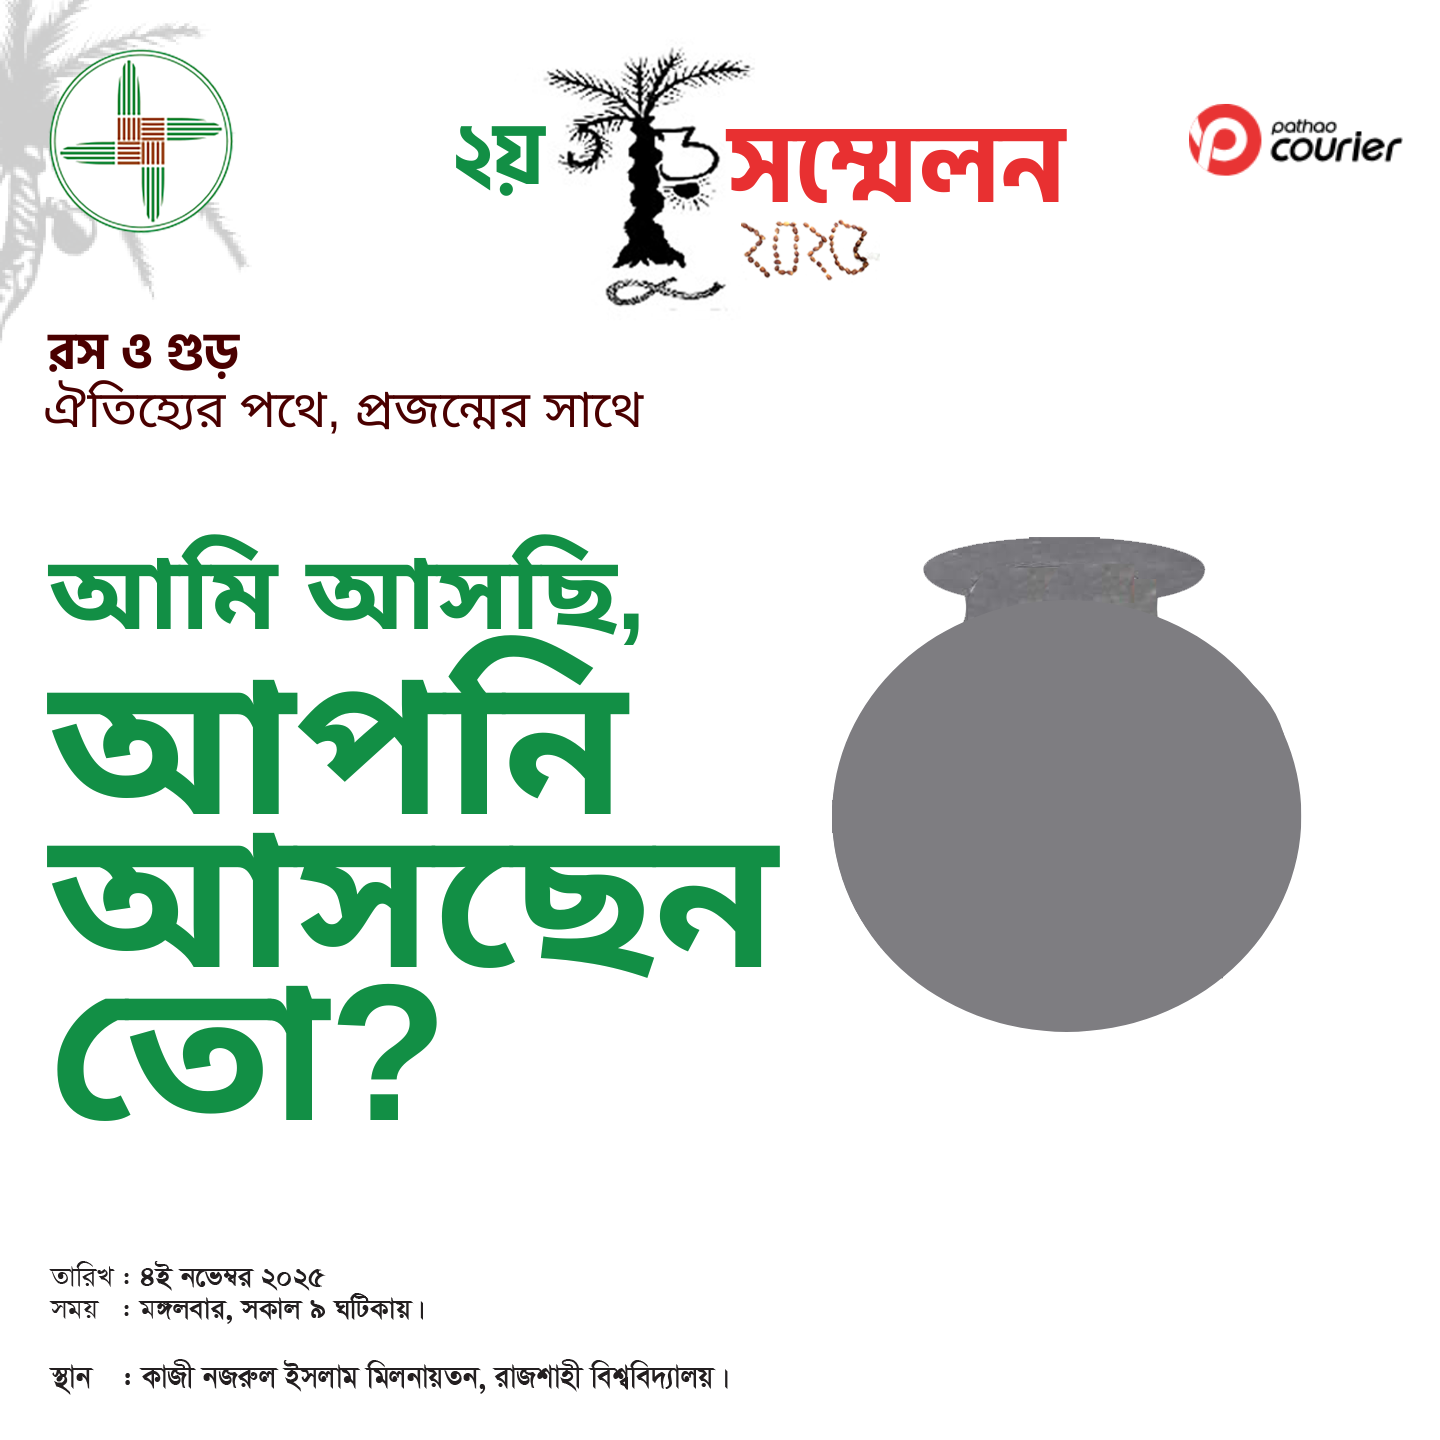 ২য় গুড় সম্মেলন
২০২৫
pathao
courier
রস ও গুড়
ঐতিহ্যের পথে, প্রজন্মের সাথে
আমি আসছি,
আপনি
আসছেন
তো?
তারিখ : ৪ই নভেম্বর ২০২৫
সময় : মঙ্গলবার, সকাল ৯ ঘটিকায়।
স্থান : কাজী নজরুল ইসলাম মিলনায়তন, রাজশাহী বিশ্ববিদ্যালয়।